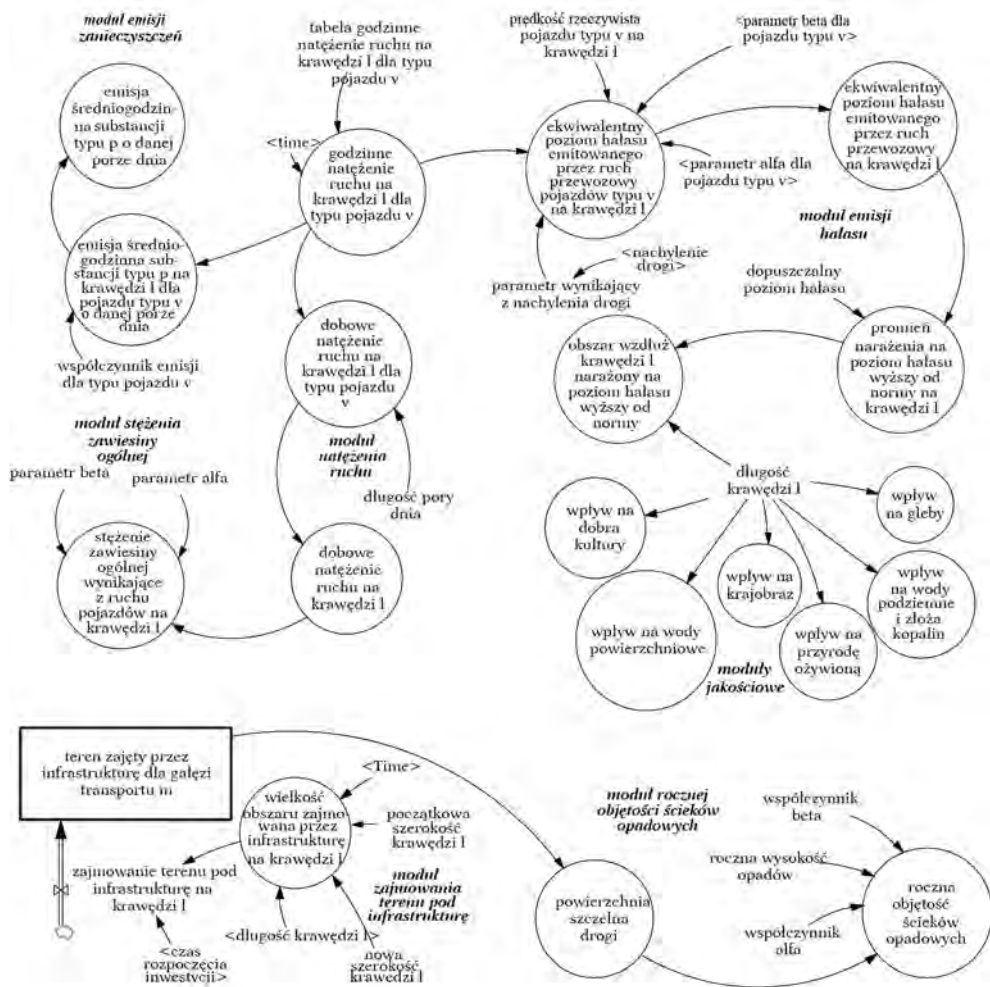 moduł emisji
zanieczyszczeń
emisja
średniogodzin-
na substancji
typu p o danej
porze dnia
emisja średnio-
godzinna sub-
stancji typu p na
krawędzi l dla
pojazdu typu v
o danej porze
dnia
współczynnik emisji
dla typu pojazdu v
tabela godzinne
natężenie ruchu na
krawędzi l dla typu
pojazdu v
<time>
godzinne
natężenie
ruchu na
krawędzi l dla
typu pojazdu v
dobowe
natężenie
ruchu na
krawędzi l dla
typu pojazdu
v
moduł
natężenia
ruchu
długość pory
dnia
dobowe
natężenie
ruchu na
krawędzi l
moduł stężenia
zawiesiny
ogólnej
parametr beta
parametr alfa
stężenie
zawiesiny
ogólnej
wynikające
z ruchu
pojazdów na
krawędzi l
prędkość rzeczywista
pojazdu typu v na
krawędzi l
<parametr beta dla
pojazdu typu v>
ekwiwalentny
poziom hałasu
emitowanego
przez ruch
przewozowy
pojazdów typu v
na krawędzi l
<parametr alfa dla
pojazdu typu v>
ekwiwalentny
poziom hałasu
emitowanego
przez ruch
przewozowy
na krawędzi l
moduł emisji
hałasu
<nachylenie
drogi>
parametr wynikający
z nachylenia drogi
dopuszczalny
poziom hałasu
promień
narażenia na
poziom hałasu
wyższy od
normy na
krawędzi l
obszar wzdłuż
krawędzi l
narażony na
poziom hałasu
wyższy od
normy
długość
krawędzi l
wpływ na
dobra
kultury
wpływ na wody
powierzchniowe
wpływ na
krajobraz
wpływ na
przyrodę
ożywioną
wpływ
na wody
podziemne
i złoża
kopalin
wpływ
na gleby
moduły
jakościowe
teren zajęty przez
infrastrukturę dla gałęzi
transportu m
zajmowanie terenu pod
infrastrukturę na
krawędzi l
<czas
rozpoczęcia
inwestycji>
wielkość
obszaru zajmo-
wana przez
infrastrukturę
na krawędzi l
<Time>
początkowa
szerokość
krawędzi l
moduł
zajmowania
terenu pod
infrastrukturę
<długość krawędzi l>
nowa
szerokość
krawędzi l
powierzchnia
szczelna
drogi
moduł rocznej
objętości ścieków
opadowych
współczynnik
beta
roczna wysokość
opadów
współczynnik
alfa
roczna
objętość
ścieków
opadowych